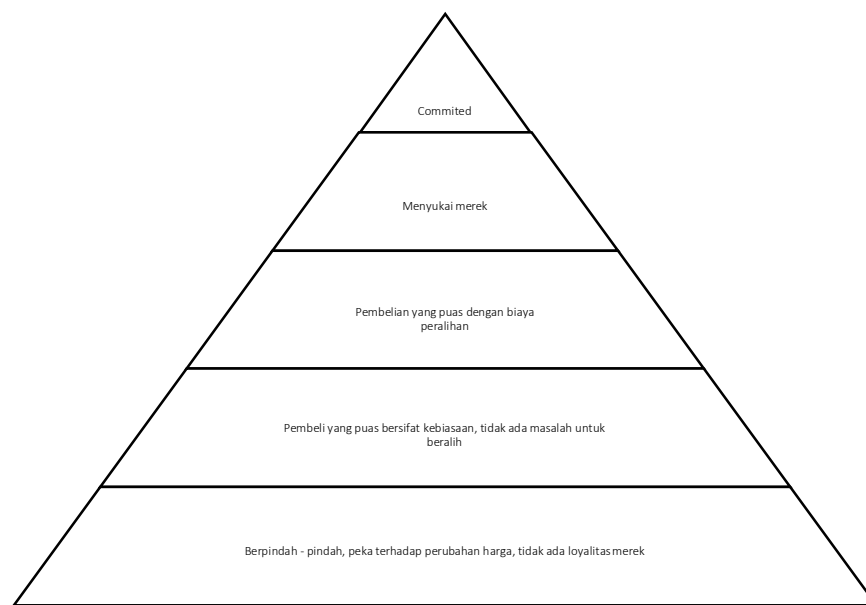 Commited
Menyukai merek
Pembelian yang puas dengan biaya
peralihan
Pembeli yang puas bersifat kebiasaan, tidak ada masalah untuk
beralih
Berpindah - pindah, peka terhadap perubahan harga, tidak ada loyalitas merek